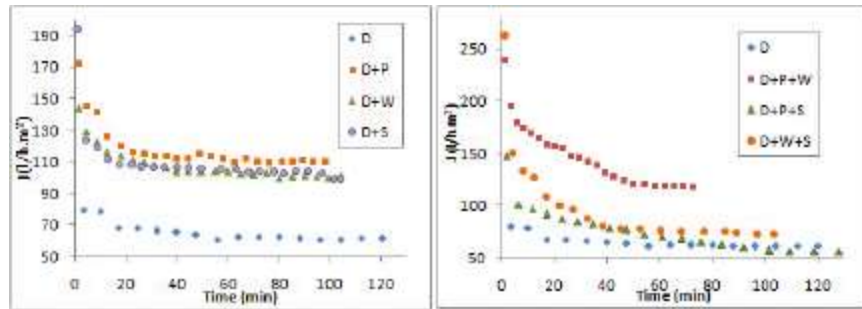 J(l/h.m²)
190
170
150
130
110
90
70
50
0 20 40 60 80 100 120
Time (min)
D
D+P
D+W
D+S
J (l/h.m²)
250
200
150
100
50
0 20 40 60 80 100 120
Time (min)
D
D+P+W
D+P+S
D+W+S